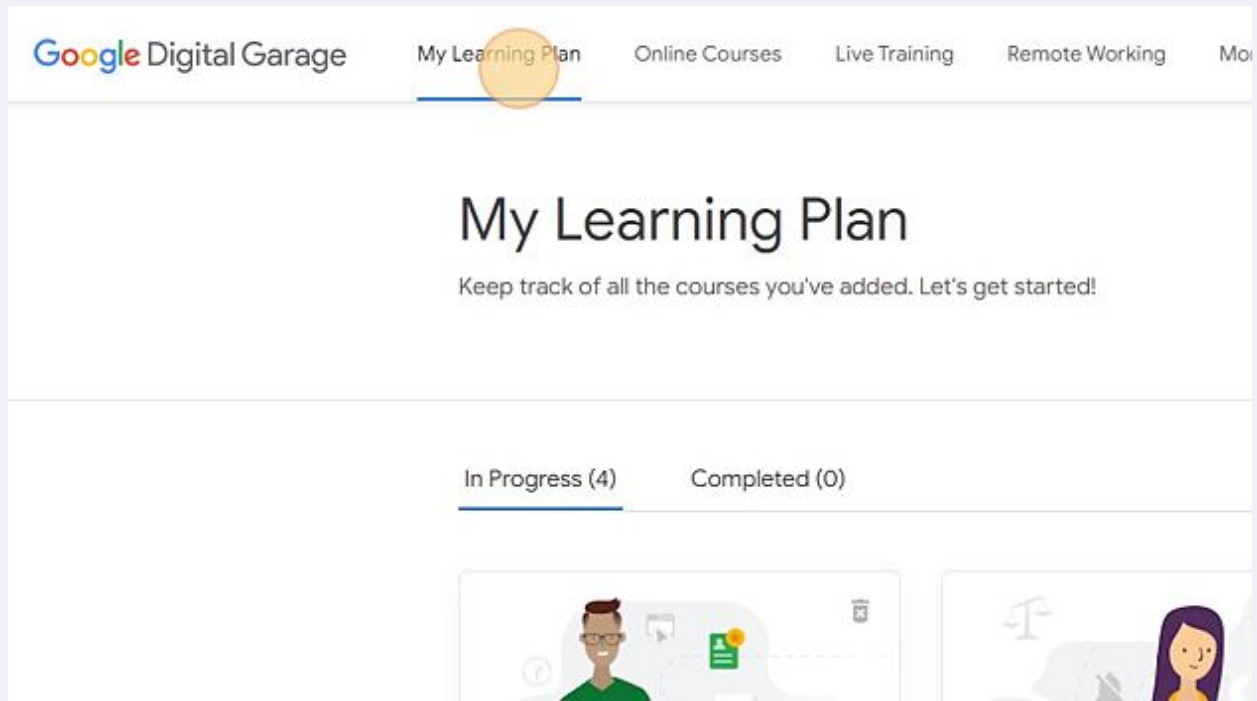 Google Digital Garage My Learning Plan Online Courses Live Training Remote Working
My Learning Plan
Keep track of all the courses you've added. Let's get started!
In Progress (4) Completed (0)